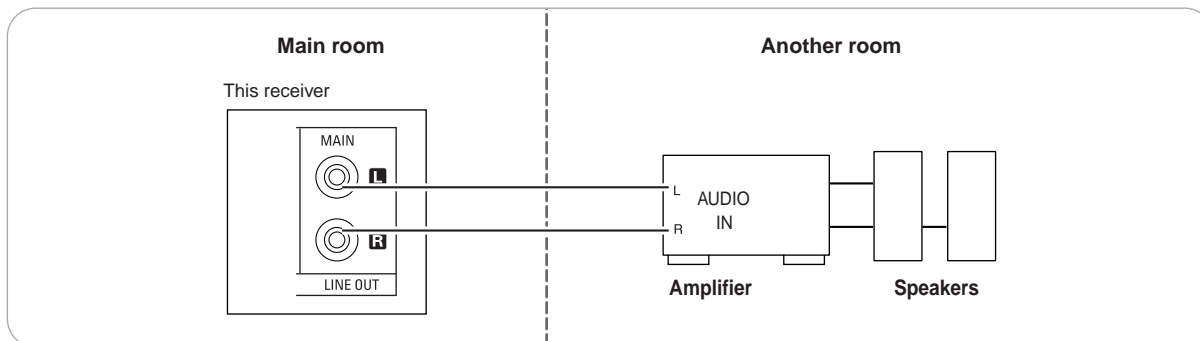 Main room
Another room
This receiver
MAIN
L
R
LINE OUT
L
R
AUDIO
IN
Amplifier
Speakers